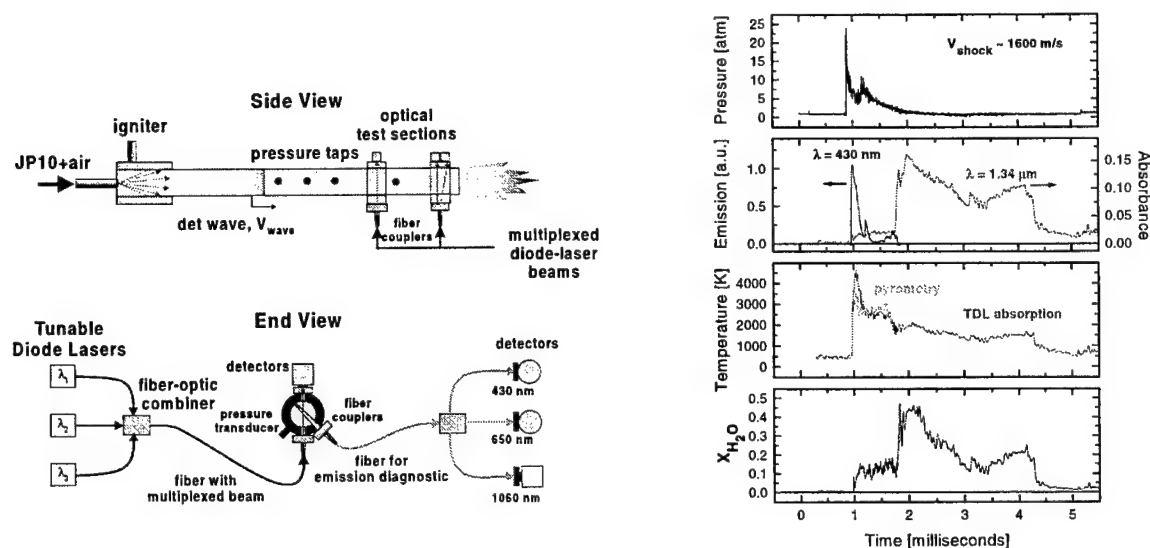 Side View
igniter
optical
test sections
JP10+air
pressure taps
det wave, Vwave
fiber
couplers
multiplexed
diode-laser
beams
End View
Tunable
Diode Lasers
λ1
λ2
λ3
fiber-optic
combiner
detectors
pressure
transducer
fiber
couplers
fiber with
multiplexed beam
fiber for
emission diagnostic
detectors
430 nm
650 nm
1060 nm
Pressure [atm]
25
20
15
10
5
0
Vshock ~ 1600 m/s
Emission [a.u.]
1.0
0.5
0.0
λ = 430 nm
λ = 1.34 µm
0.15
0.10
0.05
0.00
Absorbance
Temperature [K]
4000
3000
2000
1000
0
pyrometry
TDL absorption
XH2O
0.5
0.4
0.3
0.2
0.1
0.0
0 1 2 3 4 5
Time [milliseconds]